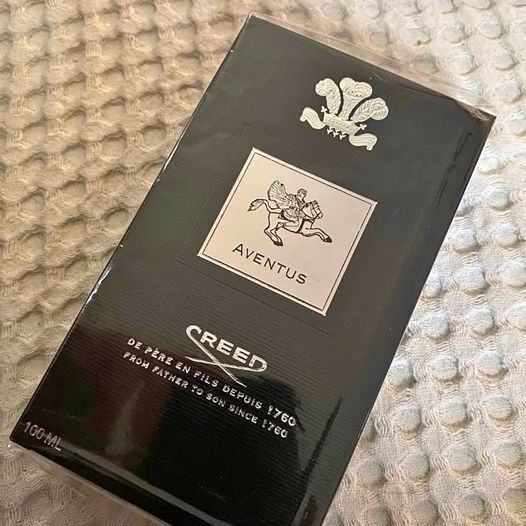 AVENTUS
CREED
DE PÈRE EN FILS DEPUIS 1760
FROM FATHER TO SON SINCE 1760
100 ML